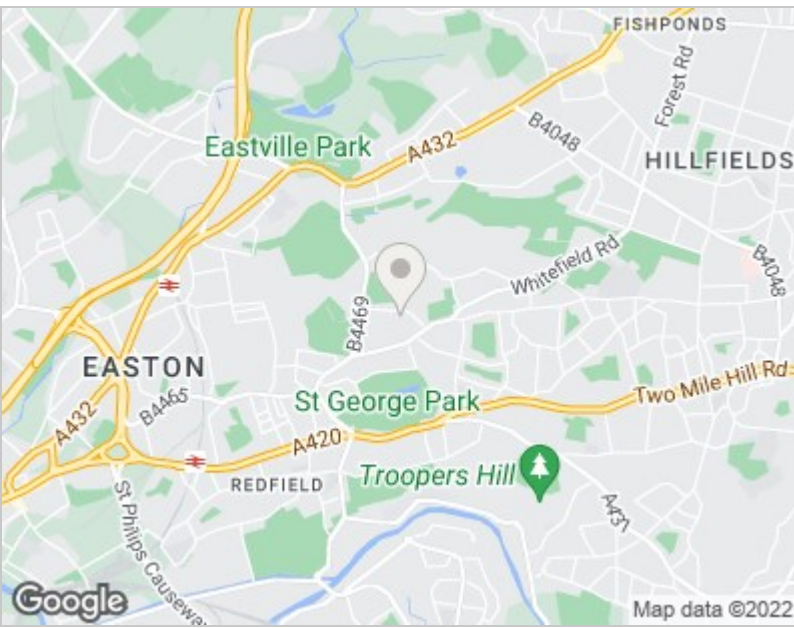 FISHPONDS
Forest Rd
Eastville Park
A432
B4048
HILLFIELDS
Whitefield Rd
B4048
B4469
EASTON
Two Mile Hill Rd
St George Park
A432
B4465
A420
Troopers Hill
REDFIELD
A431
St Philips Causeway
Google
Map data ©2022